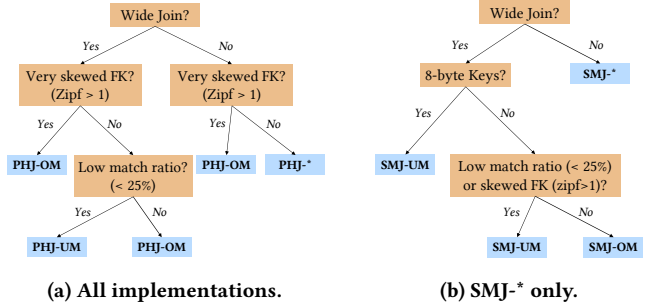 Wide Join?
Yes
No
Very skewed FK?
(Zipf > 1)
Very skewed FK?
(Zipf > 1)
Yes
No
Yes
No
PHJ-OM
Low match ratio?
(< 25%)
PHJ-OM
PHJ-*
Yes
No
PHJ-UM
PHJ-OM
(a) All implementations.
Wide Join?
Yes
No
8-byte Keys?
SMJ-*
Yes
No
SMJ-UM
Low match ratio (< 25%)
or skewed FK (zipf>1)?
Yes
No
SMJ-UM
SMJ-OM
(b) SMJ-* only.